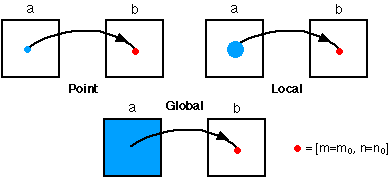 a b a b
Point Local
a Global b
= [m=m₀, n=n₀]